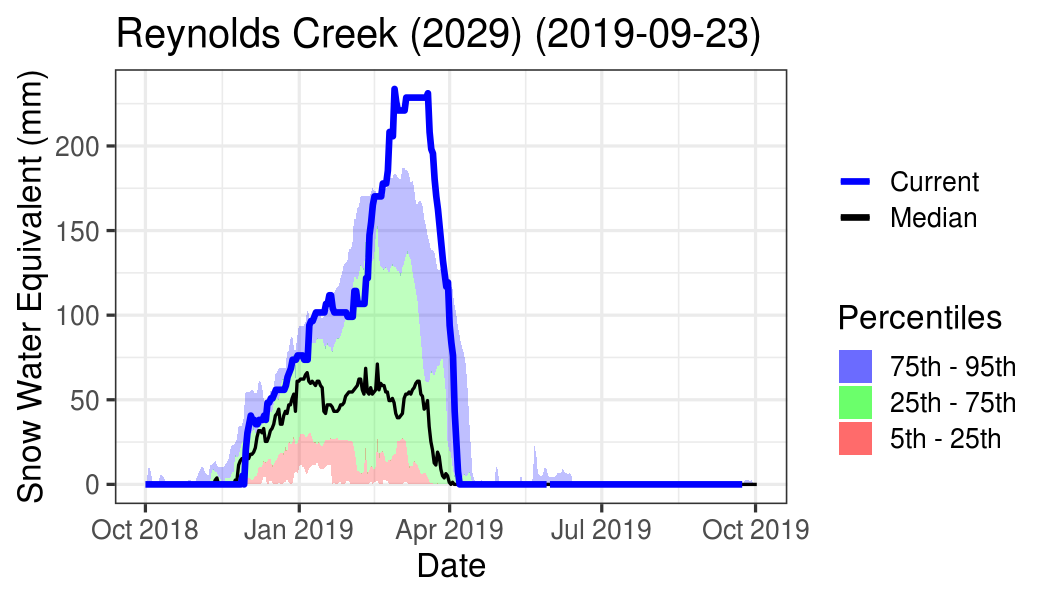 Reynolds Creek (2029) (2019-09-23)
Snow Water Equivalent (mm)
200
150
100
50
0
Oct 2018
Jan 2019
Apr 2019
Jul 2019
Oct 2019
Date
Current
Median
Percentiles
75th - 95th
25th - 75th
5th - 25th